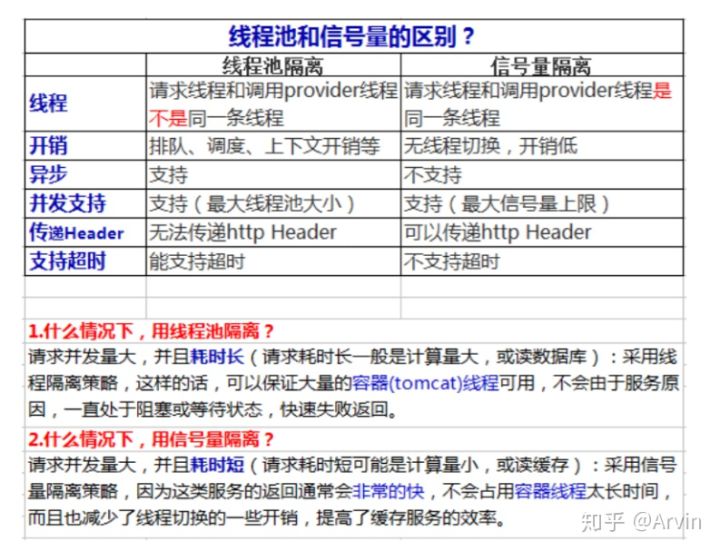 线程池和信号量的区别？
线程池隔离 信号量隔离
线程 请求线程和调用provider线程不是同一条线程 请求线程和调用provider线程是同一条线程
开销 排队、调度、上下文开销等 无线程切换，开销低
异步 支持 不支持
并发支持 支持（最大线程池大小） 支持（最大信号量上限）
传递Header 无法传递http Header 可以传递http Header
支持超时 能支持超时 不支持超时
1.什么情况下，用线程池隔离？
请求并发量大，并且耗时长（请求耗时长一般是计算量大，或读数据库）：采用线
程隔离策略，这样的话，可以保证大量的容器(tomcat)线程可用，不会由于服务原
因，一直处于阻塞或等待状态，快速失败返回。
2.什么情况下，用信号量隔离？
请求并发量大，并且耗时短（请求耗时短可能是计算量小，或读缓存）：采用信号
量隔离策略，因为这类服务的返回通常会非常的快，不会占用容器线程太长时间，
而且也减少了线程切换的一些开销，提高了缓存服务的效率。
知乎 @Arvin